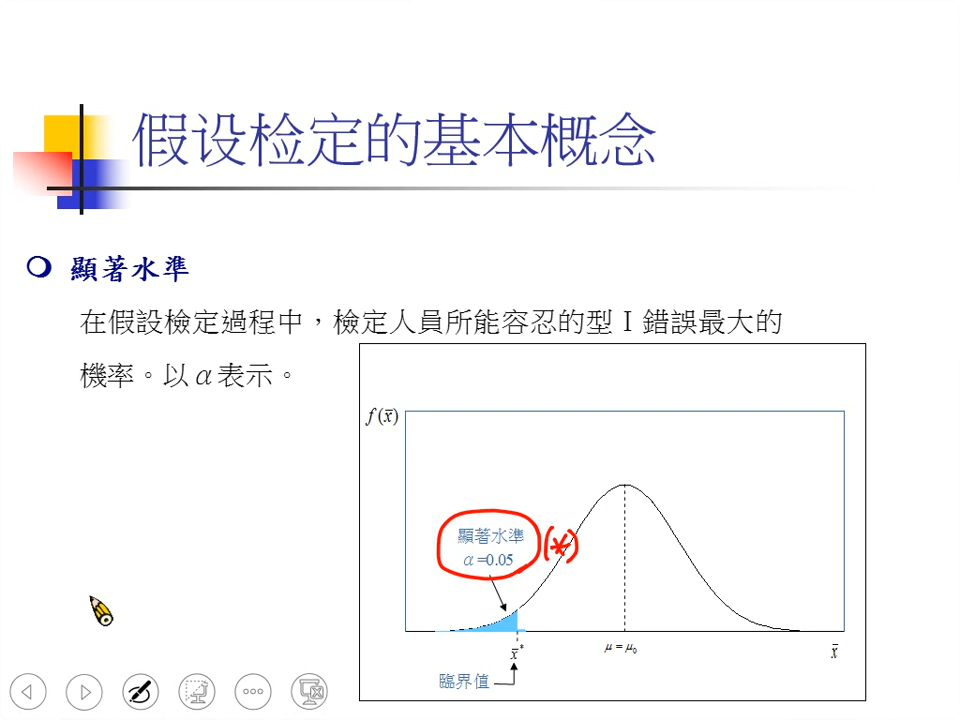 假设检定的基本概念
顯著水準
在假設檢定過程中，檢定人員所能容忍的型Ｉ錯誤最大的
機率。以α表示。
f(x̄)
顯著水準
α=0.05
(*)
x̄*
μ=μ₀
x̄
臨界值